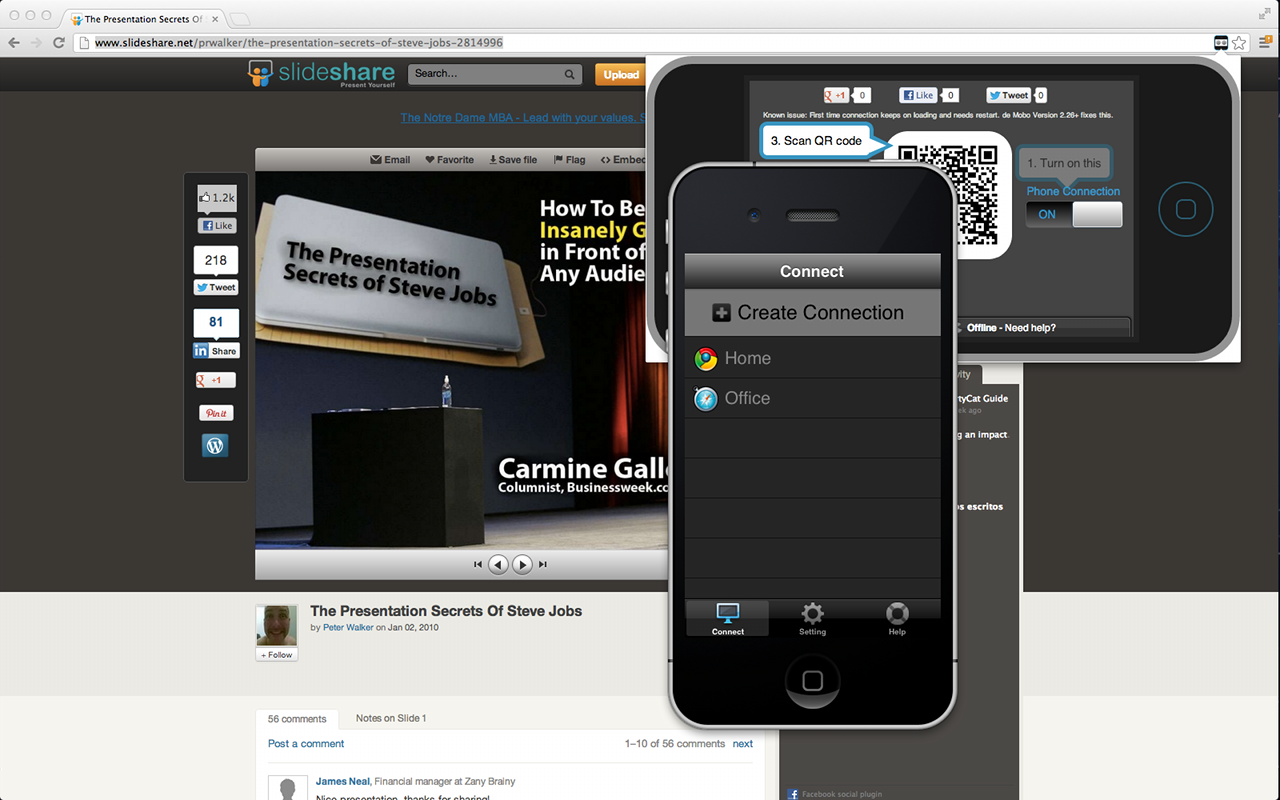 The Presentation Secrets Of
www.slideshare.net/prwalker/the-presentation-secrets-of-steve-jobs-2814996
slideshare
Present Yourself
Search...
Upload
The Notre Dame MBA - Lead with your values, S
Email
Favorite
Save file
Flag
Embed
1.2k
Like
218
Tweet
81
in Share
+1
Pin it
The Presentation
Secrets of Steve Jobs
How To Be
Insanely G
in Front of
Any Audie
Carmine Gall
Columnist, Businessweek.co
The Presentation Secrets Of Steve Jobs
by Peter Walker on Jan 02, 2010
+ Follow
56 comments
Notes on Slide 1
Post a comment
1–10 of 56 comments next
James Neal, Financial manager at Zany Brainy
Nice presentation, thanks for sharing!
g +1 0
Like 0
Tweet 0
Known issue: First time connection keeps on loading and needs restart. de Mobo Version 2.26+ fixes this.
3. Scan QR code
1. Turn on this
Phone Connection
ON
Offline - Need help?
Connect
Create Connection
Home
Office
Connect
Setting
Help
vity
rtyCat Guide
ek ago
g an impact.
os escritos
Facebook social plugin